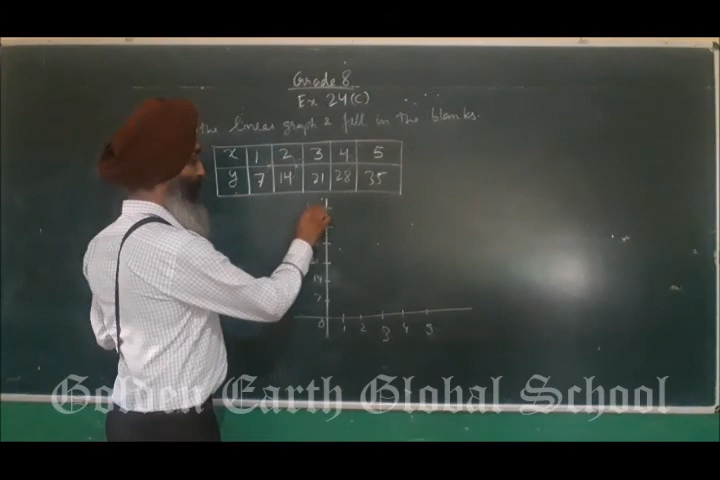 Grade 8
Ex 24(C)
the linear graph & fill in the blanks.
x 1 2 3 4 5
y 7 14 21 28 35
21
14
7
0 1 2 3 4 5
Golden Earth Global School